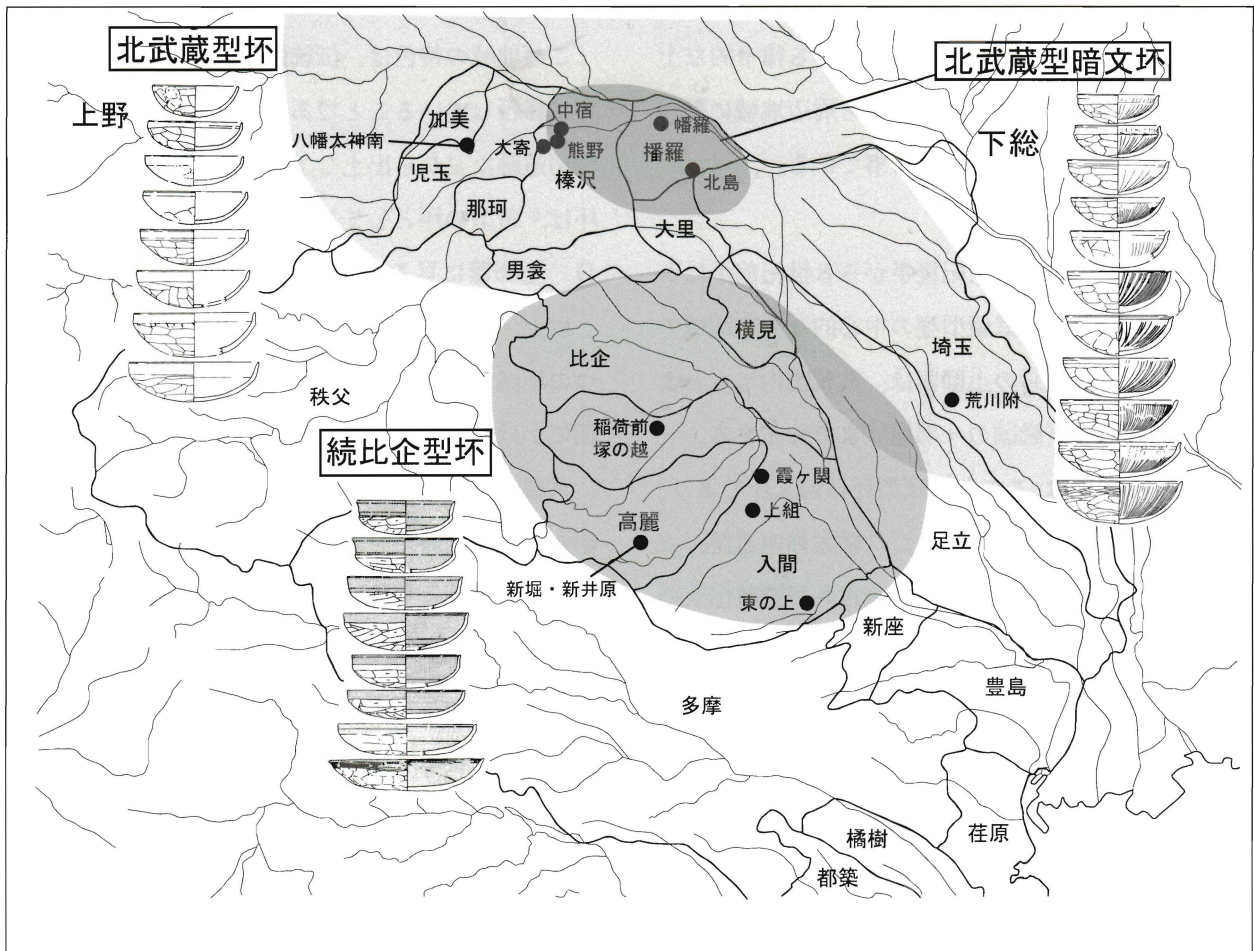 北武蔵型坏
北武蔵型暗文坏
上野
下総
加美
中宿
幡羅
八幡太神南
大寄
熊野
播羅
児玉
榛沢
北島
那珂
大里
男衾
横見
比企
埼玉
秩父
荒川附
稲荷前
塚の越
続比企型坏
霞ヶ関
上組
高麗
足立
入間
新堀・新井原
東の上
新座
豊島
多摩
荏原
橘樹
都築